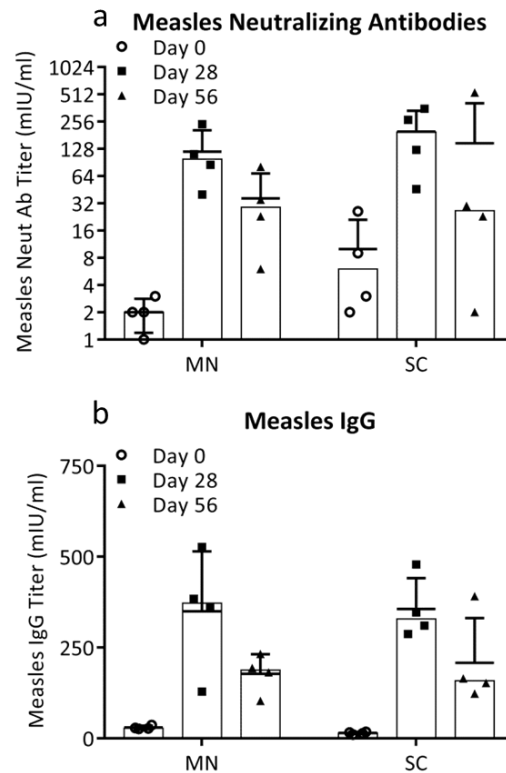 a
Measles Neutralizing Antibodies
Day 0
Day 28
Day 56
Measles Neut Ab Titer (mIU/ml)
1024
512
256
128
64
32
16
8
4
2
1
MN
SC
b
Measles IgG
Day 0
Day 28
Day 56
Measles IgG Titer (mIU/ml)
750
500
250
0
MN
SC